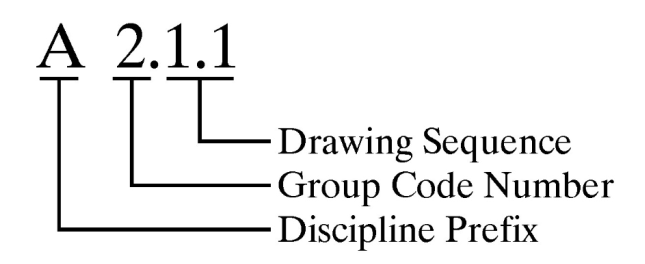 A 2.1.1
Drawing Sequence
Group Code Number
Discipline Prefix